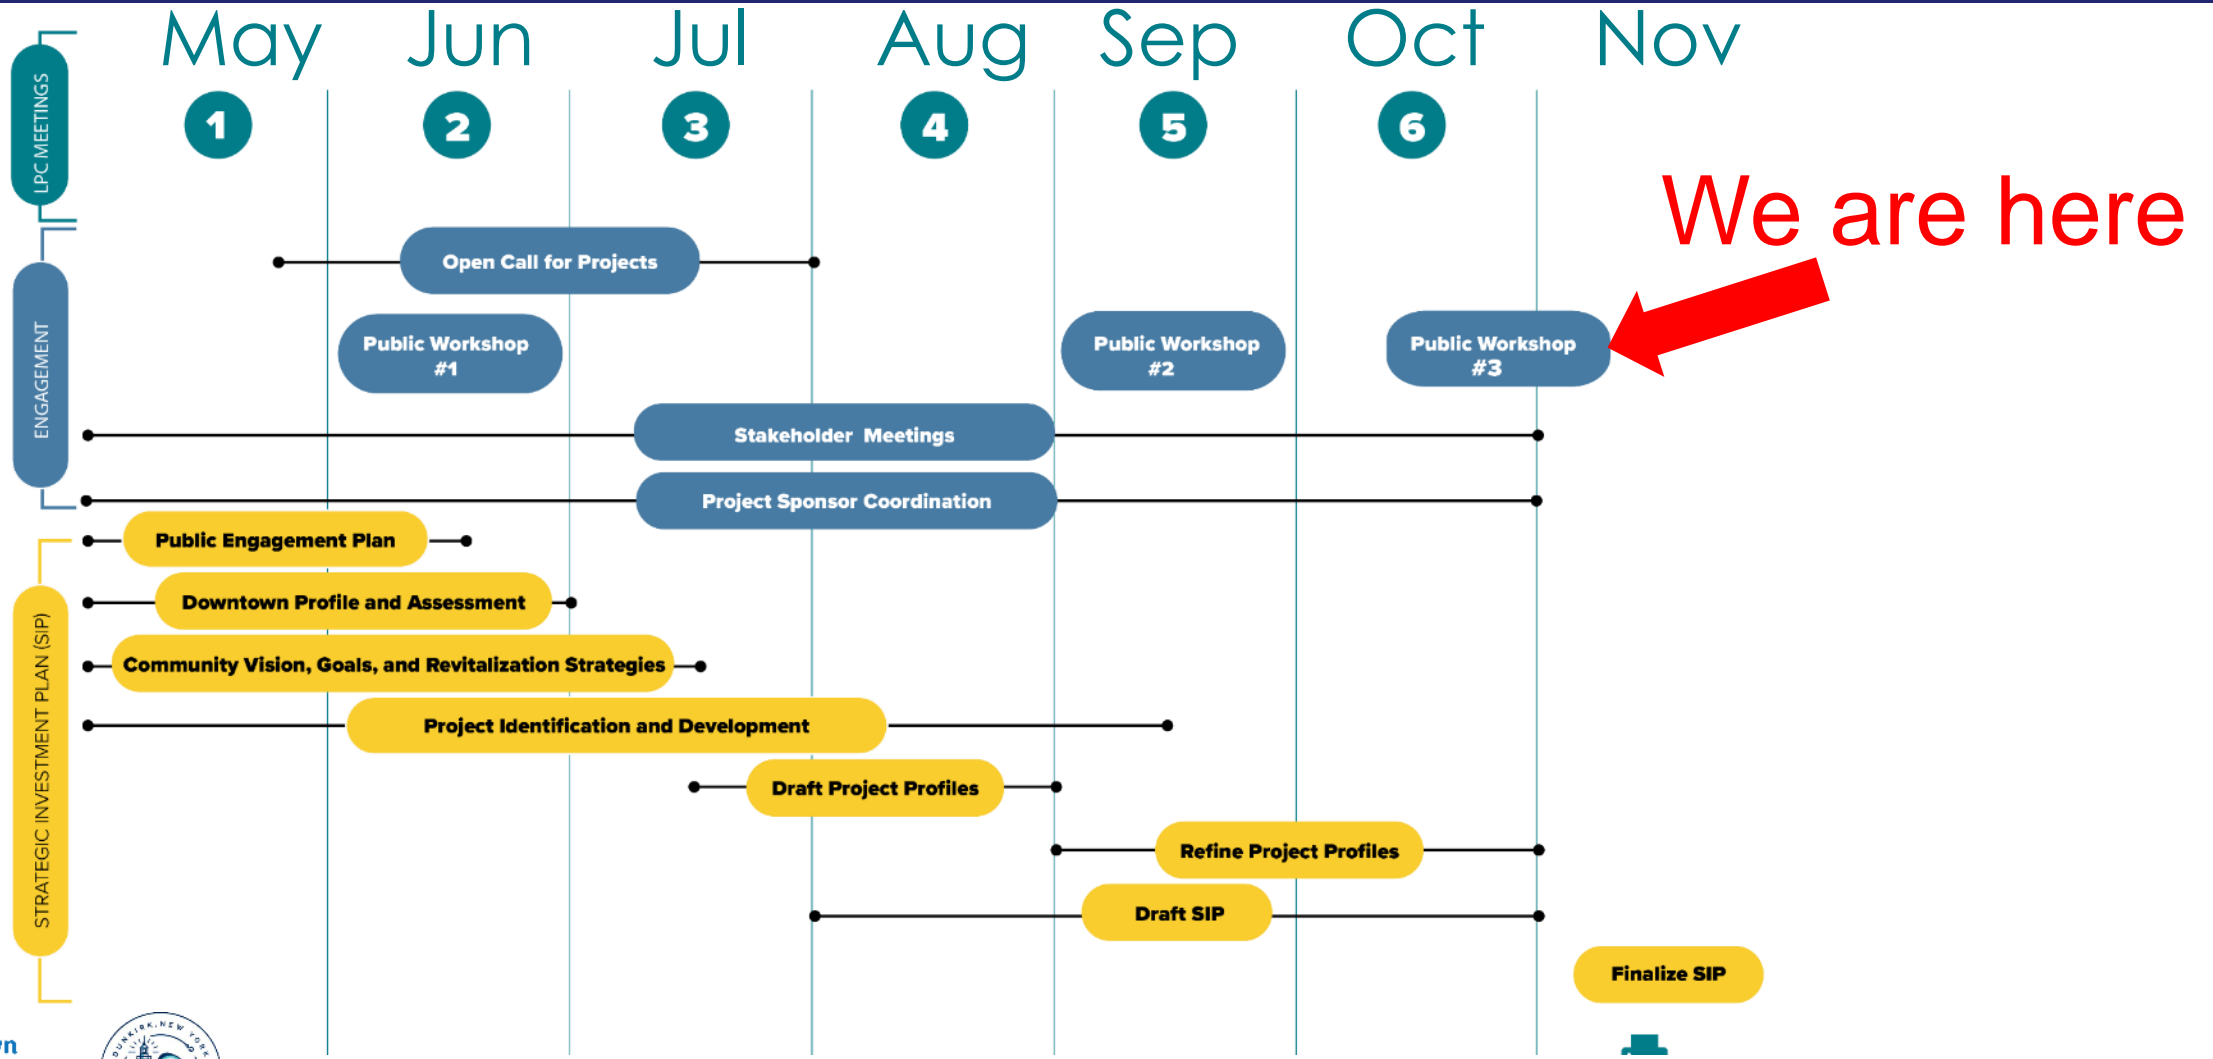 May Jun Jul Aug Sep Oct Nov
LPC MEETINGS
1 2 3 4 5 6
We are here
ENGAGEMENT
Open Call for Projects
Public Workshop
#1
Public Workshop
#2
Public Workshop
#3
Stakeholder Meetings
Project Sponsor Coordination
STRATEGIC INVESTMENT PLAN (SIP)
Public Engagement Plan
Downtown Profile and Assessment
Community Vision, Goals, and Revitalization Strategies
Project Identification and Development
Draft Project Profiles
Refine Project Profiles
Draft SIP
Finalize SIP
DUNKIRK, NEW YORK